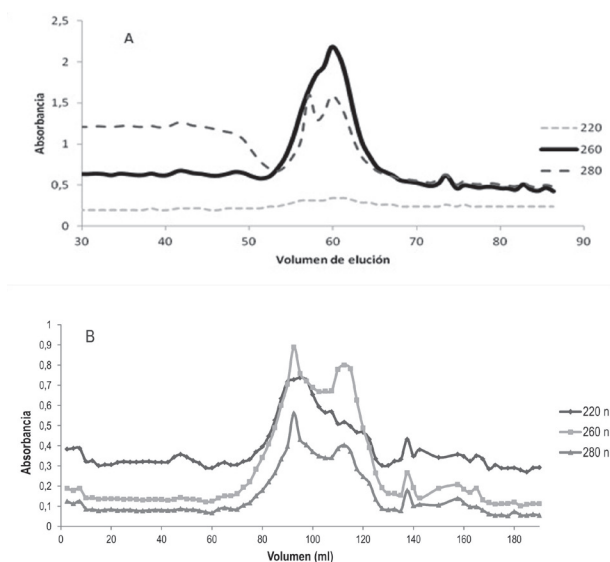 A
2,5
2
1,5
1
0,5
0
Absorbancia
30 40 50 60 70 80 90
Volumen de elución
220
260
280
B
1
0,9
0,8
0,7
0,6
0,5
0,4
0,3
0,2
0,1
0
Absorbancia
0 20 40 60 80 100 120 140 160 180
Volumen (ml)
220 n
260 n
280 n